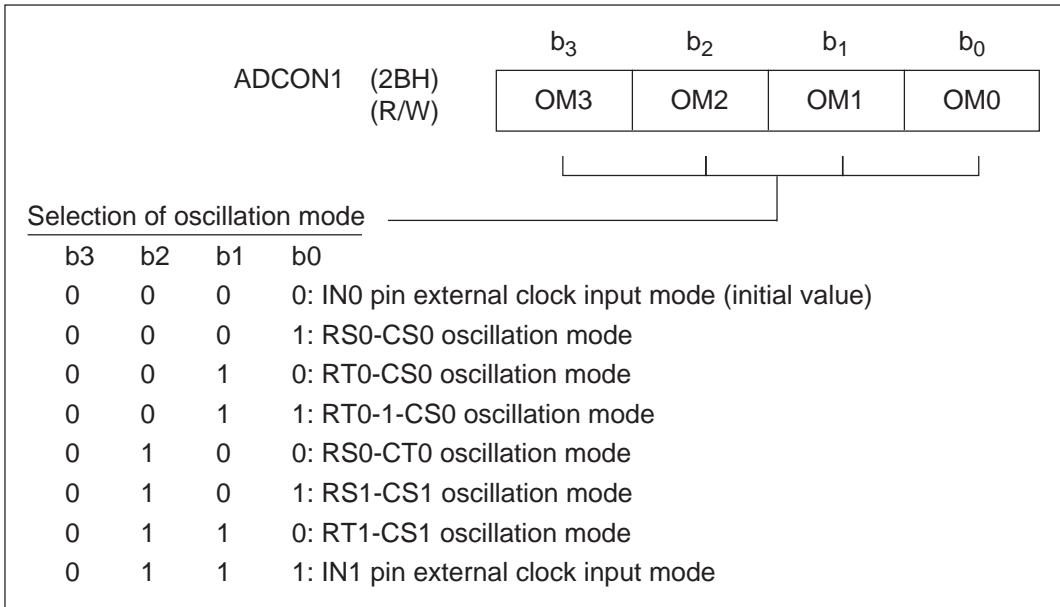 b3 b2 b1 b0
ADCON1 (2BH)
(R/W)
OM3 OM2 OM1 OM0
Selection of oscillation mode
b3 b2 b1 b0
0 0 0 0: IN0 pin external clock input mode (initial value)
0 0 0 1: RS0-CS0 oscillation mode
0 0 1 0: RT0-CS0 oscillation mode
0 0 1 1: RT0-1-CS0 oscillation mode
0 1 0 0: RS0-CT0 oscillation mode
0 1 0 1: RS1-CS1 oscillation mode
0 1 1 0: RT1-CS1 oscillation mode
0 1 1 1: IN1 pin external clock input mode